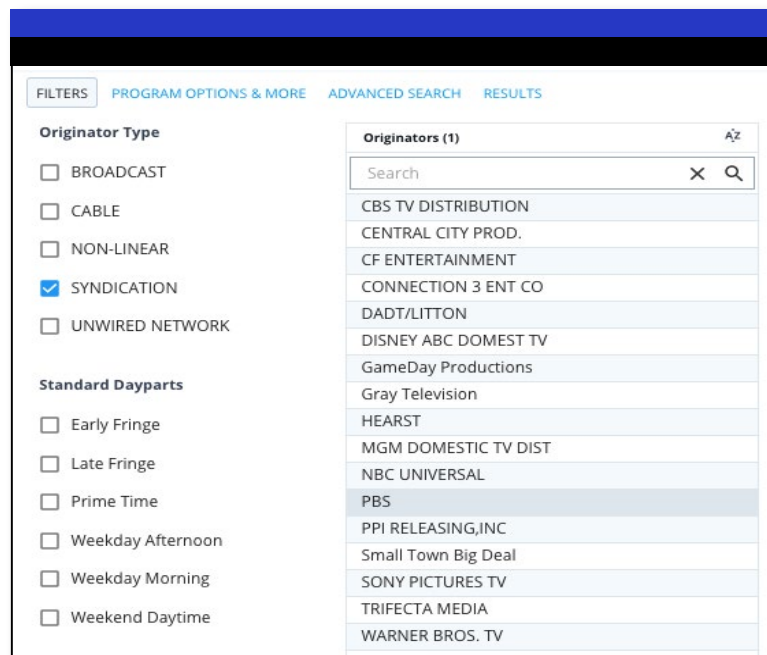 FILTERS PROGRAM OPTIONS & MORE ADVANCED SEARCH RESULTS
Originator Type
BROADCAST
CABLE
NON-LINEAR
SYNDICATION
UNWIRED NETWORK
Standard Dayparts
Early Fringe
Late Fringe
Prime Time
Weekday Afternoon
Weekday Morning
Weekend Daytime
Originators (1) AZ
Search
CBS TV DISTRIBUTION
CENTRAL CITY PROD.
CF ENTERTAINMENT
CONNECTION 3 ENT CO
DADT/LITTON
DISNEY ABC DOMEST TV
GameDay Productions
Gray Television
HEARST
MGM DOMESTIC TV DIST
NBC UNIVERSAL
PBS
PPI RELEASING,INC
Small Town Big Deal
SONY PICTURES TV
TRIFECTA MEDIA
WARNER BROS. TV